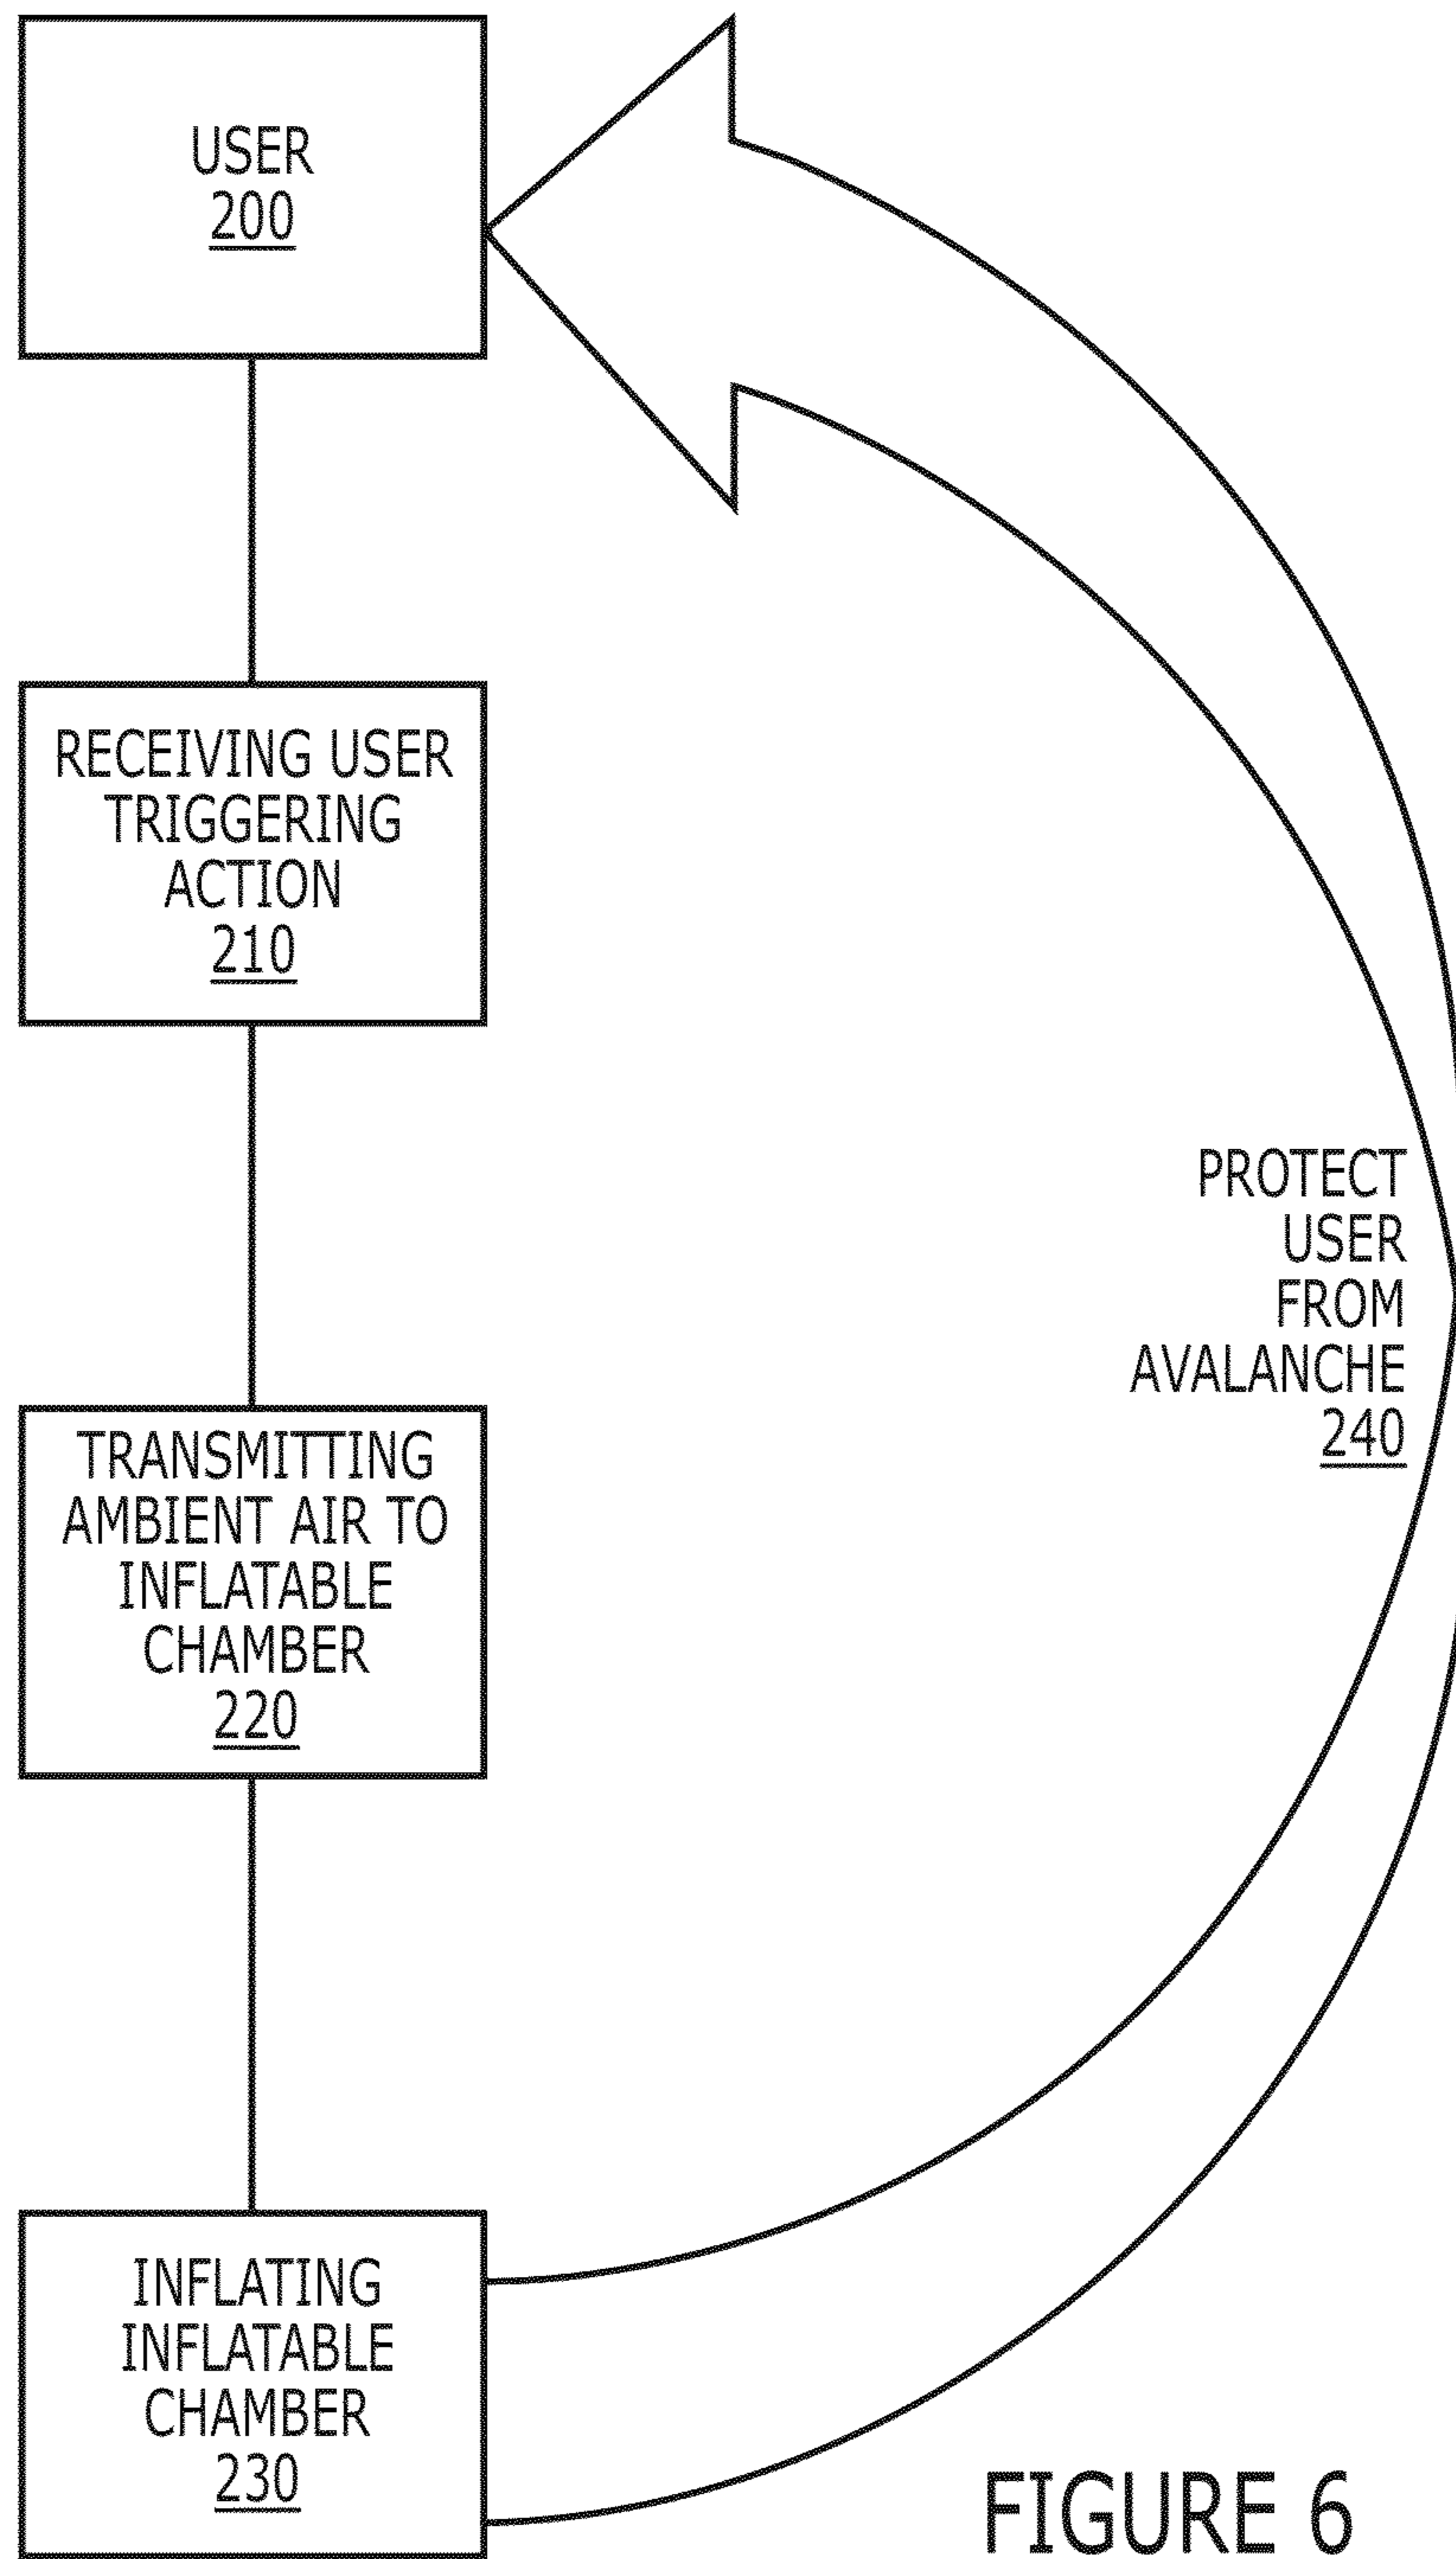 USER
200
RECEIVING USER
TRIGGERING
ACTION
210
PROTECT
USER
FROM
AVALANCHE
240
TRANSMITTING
AMBIENT AIR TO
INFLATABLE
CHAMBER
220
INFLATING
INFLATABLE
CHAMBER
230
FIGURE 6